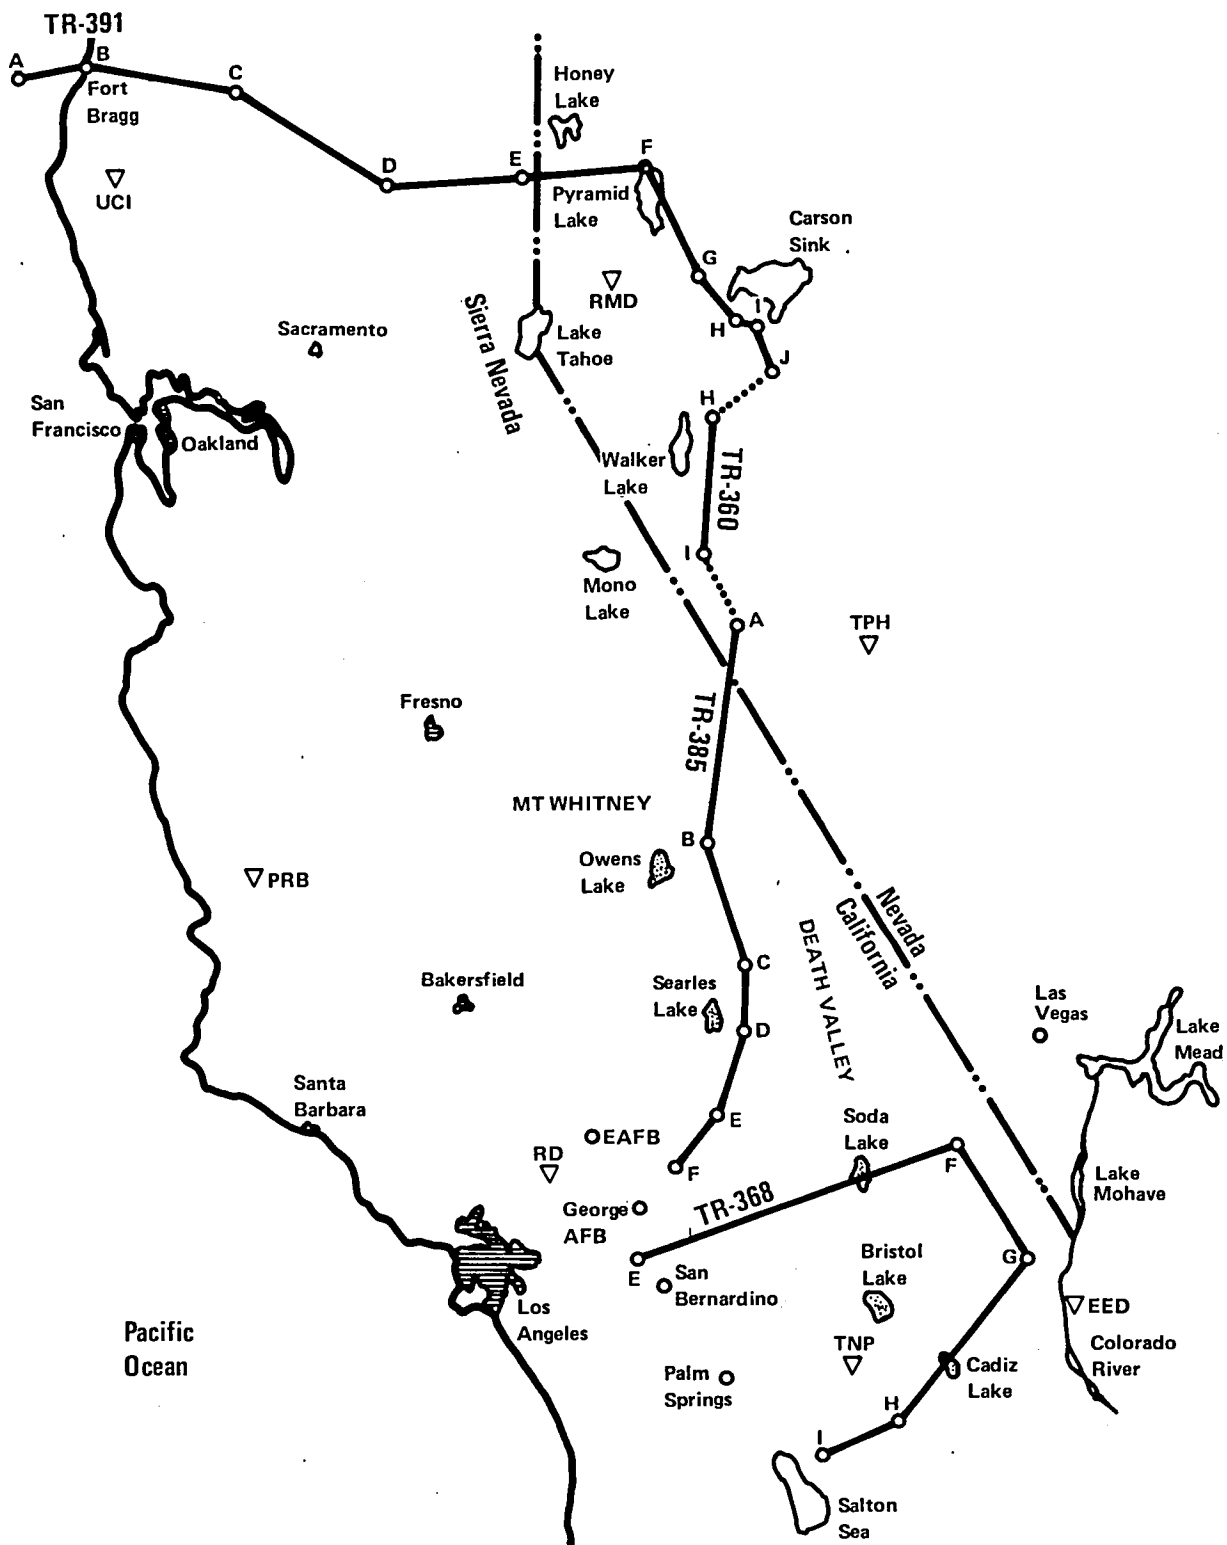 TR-391
A
B
C
Fort
Bragg
UCI
D
E
F
Honey
Lake
Pyramid
Lake
Carson
Sink
G
RMD
H
I
J
Sierra Nevada
Lake
Tahoe
Sacramento
San
Francisco
Oakland
H
Walker
Lake
TR-360
I
Mono
Lake
A
TPH
TR-385
Fresno
MT WHITNEY
B
Owens
Lake
PRB
Nevada
California
DEATH VALLEY
C
Bakersfield
Searles
Lake
D
Las
Vegas
Lake
Mead
Santa
Barbara
E
EAFB
Soda
Lake
RD
F
F
Lake
Mohave
George
AFB
TR-368
E
San
Bernardino
Bristol
Lake
G
Los
Angeles
EED
Pacific
Ocean
TNP
Colorado
River
Palm
Springs
Cadiz
Lake
H
I
Salton
Sea